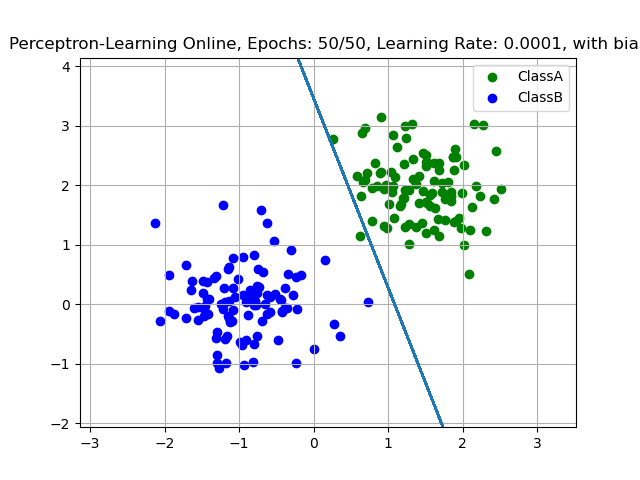 Perceptron-Learning Online, Epochs: 50/50, Learning Rate: 0.0001, with bia
ClassA
ClassB
4
3
2
1
0
−1
−2
−3 −2 −1 0 1 2 3